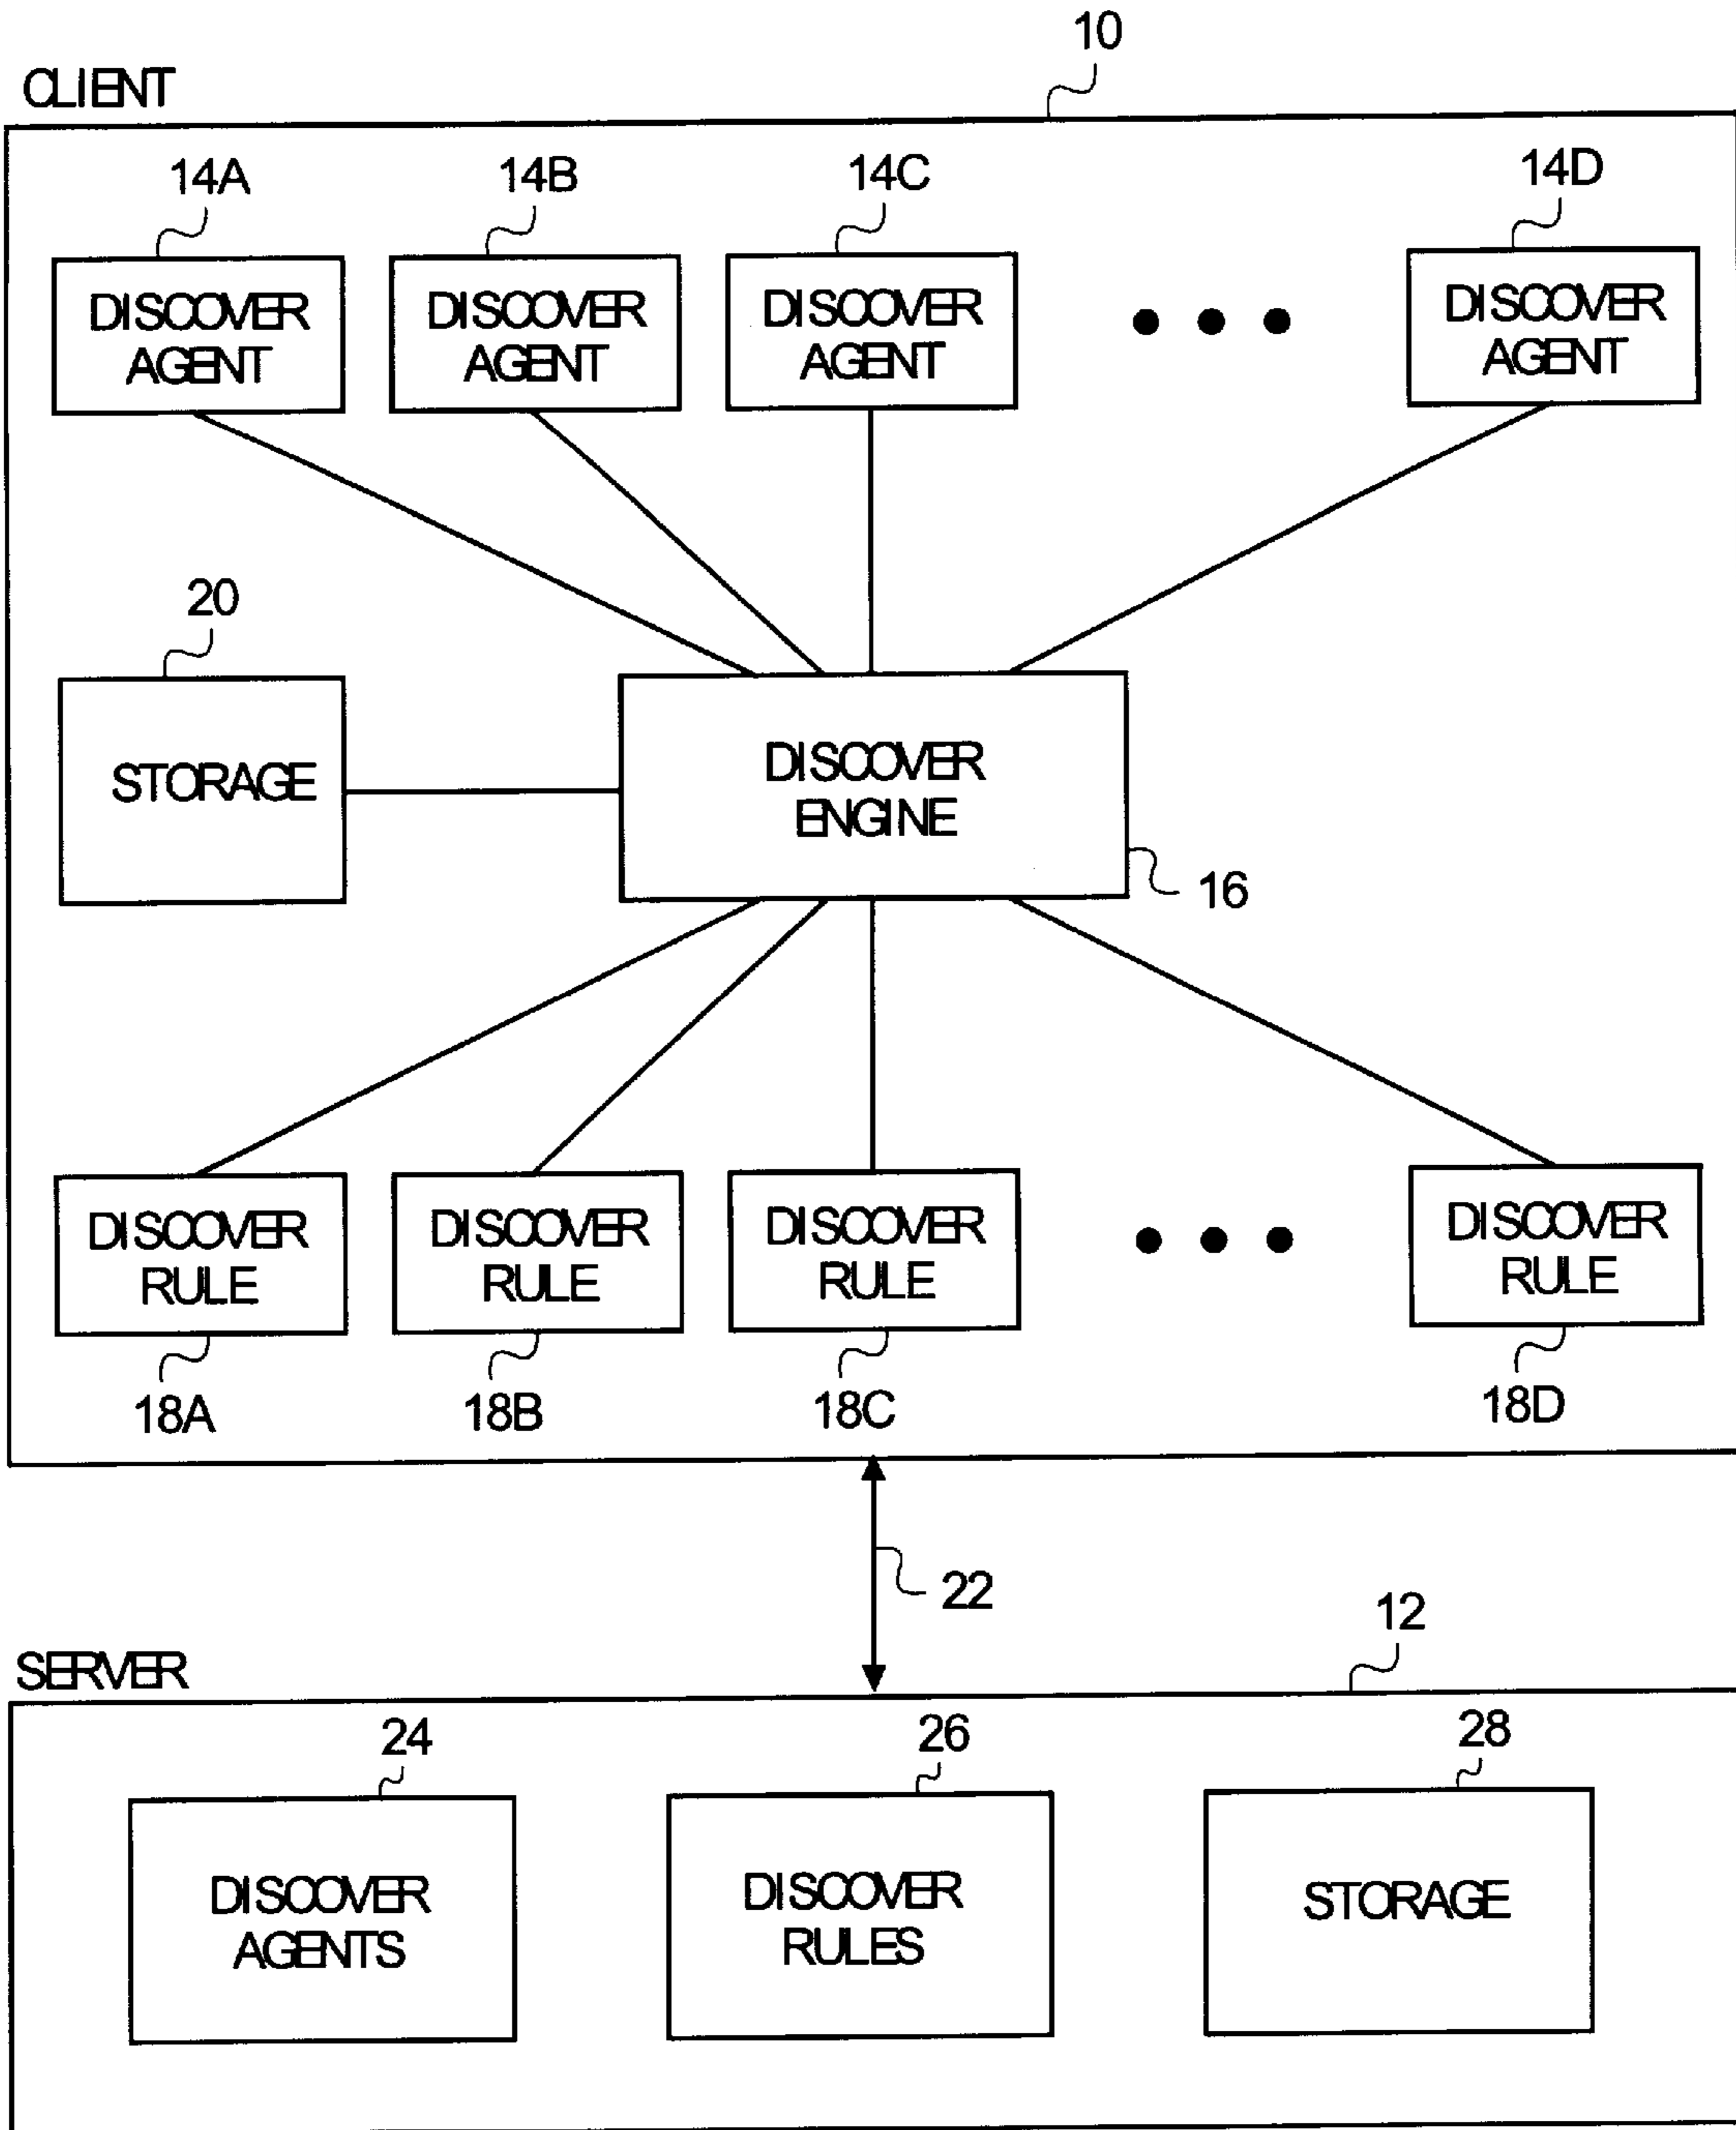 10
CLIENT
14A
14B
14C
14D
DISCOVER
AGENT
DISCOVER
AGENT
DISCOVER
AGENT
DISCOVER
AGENT
20
STORAGE
DISCOVER
ENGINE
16
DISCOVER
RULE
DISCOVER
RULE
DISCOVER
RULE
DISCOVER
RULE
18A
18B
18C
18D
22
12
SERVER
24
26
28
DISCOVER
AGENTS
DISCOVER
RULES
STORAGE